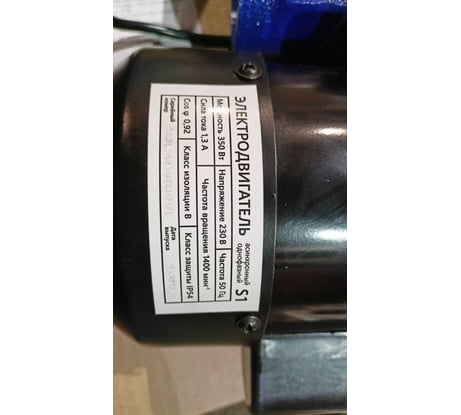 ЭЛЕКТРОДВИГАТЕЛЬ асинхронный однофазный S1
Мощность 350 Вт Напряжение 230 В Частота 50 Гц
Сила тока 1,3 А Частота вращения 1400 мин⁻¹
Cos φ 0,92 Класс изоляции В Класс защиты IP54
Серийный номер: Дата выпуска